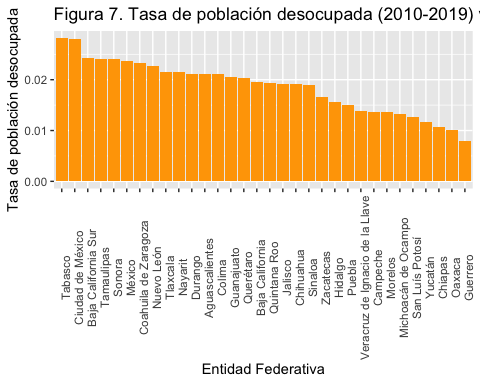 Figura 7. Tasa de población desocupada (2010-2019)
Tasa de población desocupada
0.02
0.01
0.00
Tabasco
Ciudad de México
Baja California Sur
Tamaulipas
Sonora
México
Coahuila de Zaragoza
Nuevo León
Tlaxcala
Nayarit
Durango
Aguascalientes
Colima
Guanajuato
Querétaro
Baja California
Quintana Roo
Jalisco
Chihuahua
Sinaloa
Zacatecas
Hidalgo
Puebla
Veracruz de Ignacio de la Llave
Campeche
Morelos
Michoacán de Ocampo
San Luis Potosí
Yucatán
Chiapas
Oaxaca
Guerrero
Entidad Federativa